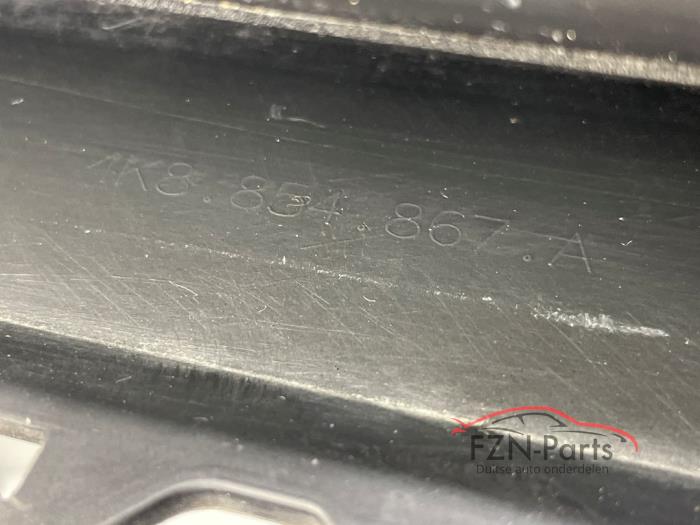 1K8.854.867.A
FZN-Parts
Duitse auto onderdelen